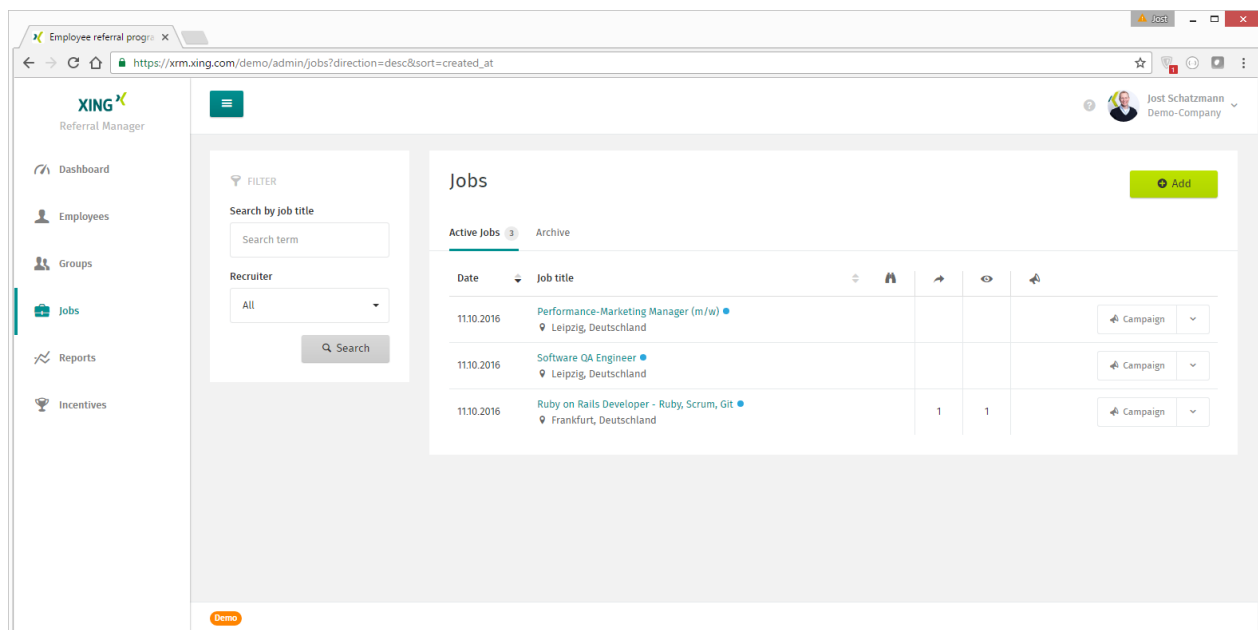 Jost
Employee referral progra
https://xrm.xing.com/demo/admin/jobs?direction=desc&sort=created_at
1
XING
Referral Manager
Jost Schatzmann
Demo-Company
Dashboard
Employees
Groups
Jobs
Reports
Incentives
FILTER
Search by job title
Search term
Recruiter
All
Search
Jobs
Add
Active Jobs 3 Archive
Date Job title
11.10.2016 Performance-Marketing Manager (m/w) Campaign
Leipzig, Deutschland
11.10.2016 Software QA Engineer Campaign
Leipzig, Deutschland
11.10.2016 Ruby on Rails Developer - Ruby, Scrum, Git 1 1 Campaign
Frankfurt, Deutschland
Demo